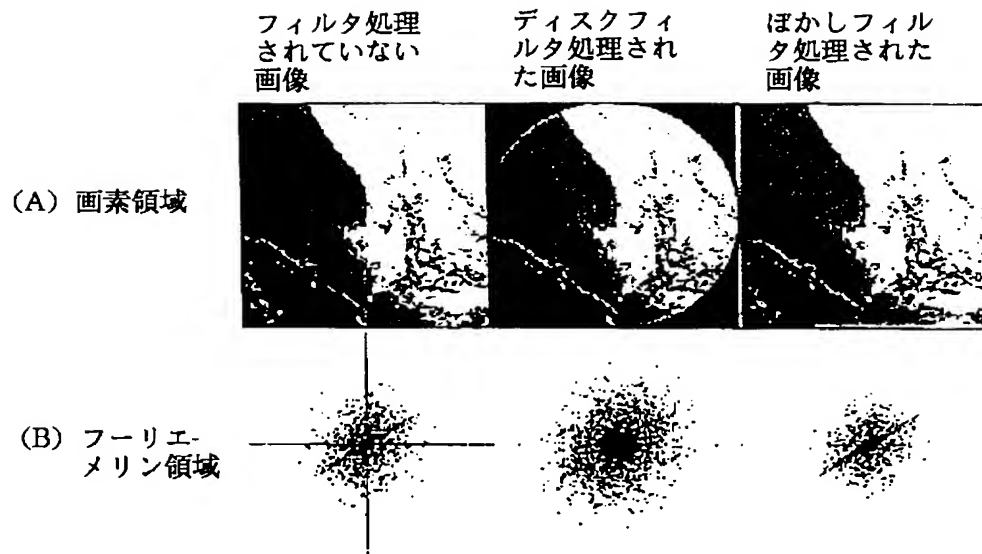 フィルタ処理
されていない
画像
ディスクフィ
ルタ処理され
た画像
ぼかしフィル
タ処理された
画像
(A) 画素領域
(B) フーリエ-
メリン領域